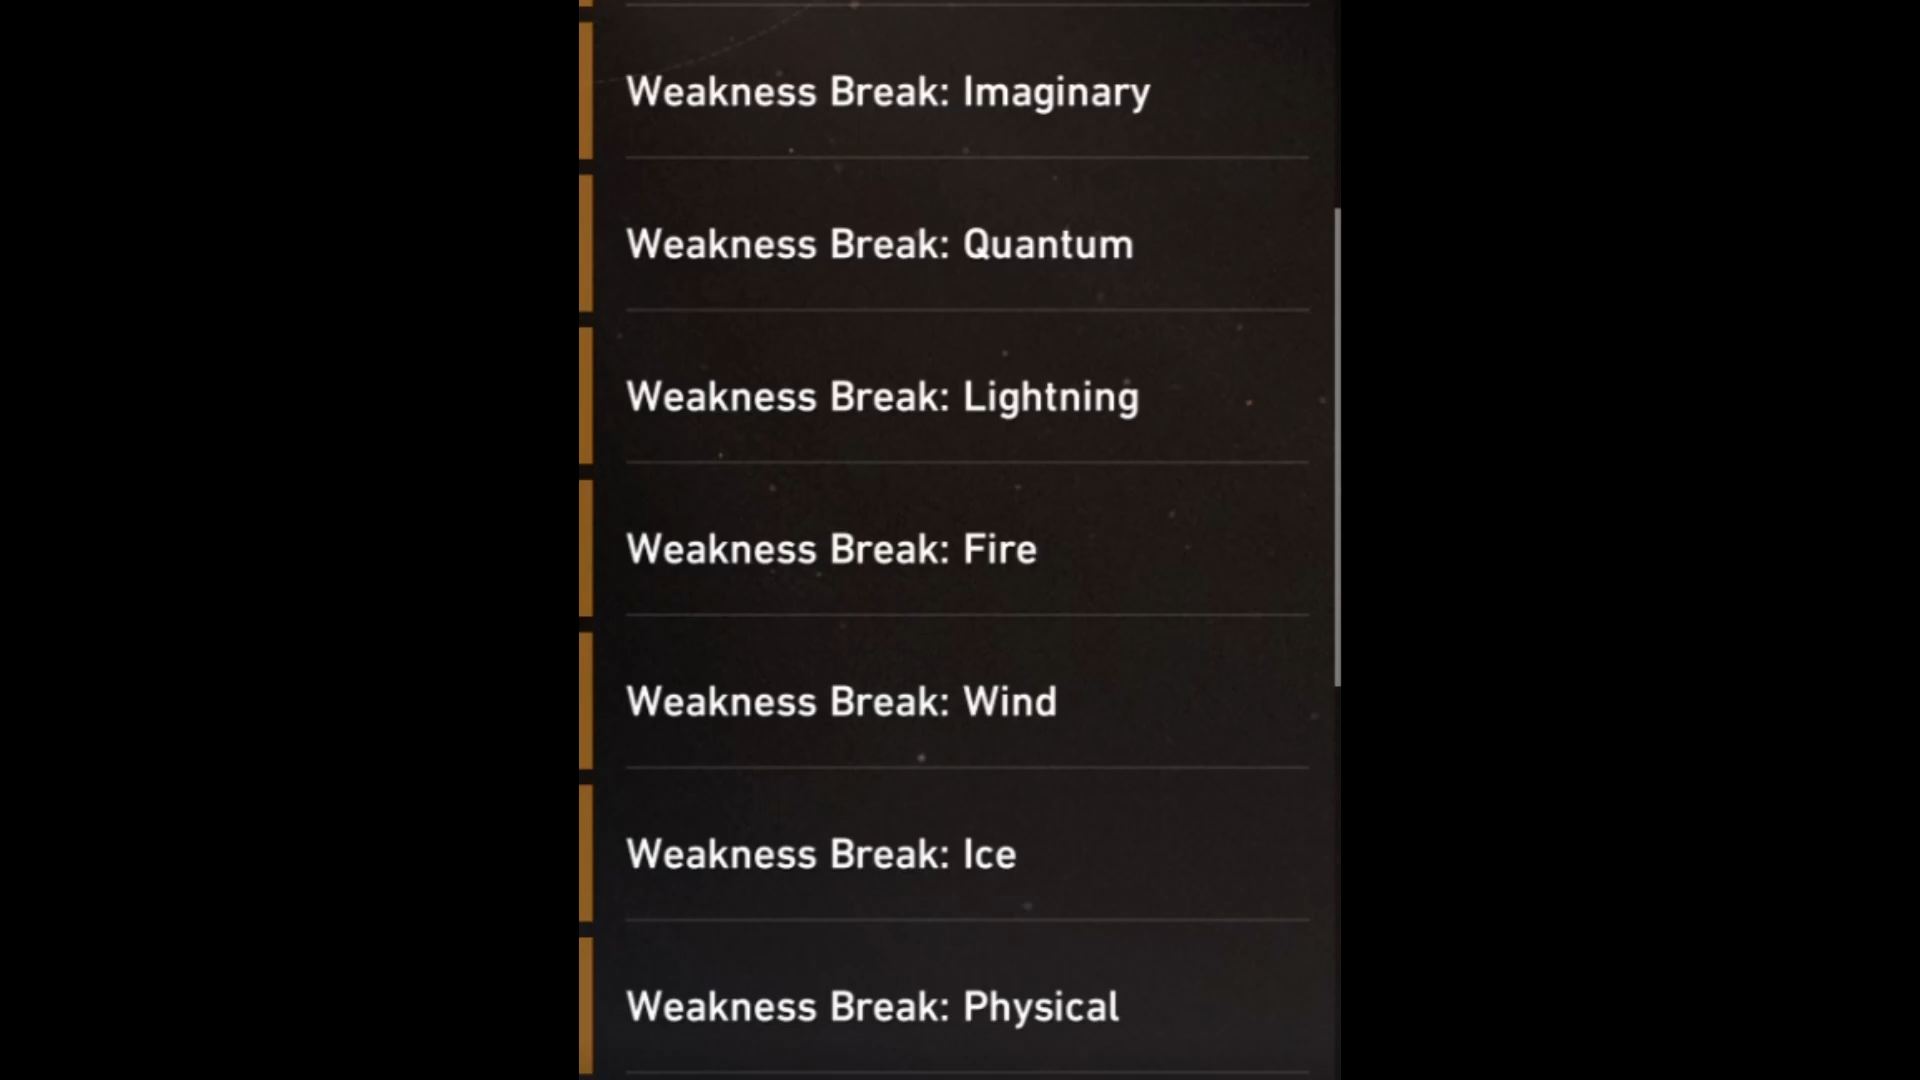 Weakness Break: Imaginary
Weakness Break: Quantum
Weakness Break: Lightning
Weakness Break: Fire
Weakness Break: Wind
Weakness Break: Ice
Weakness Break: Physical